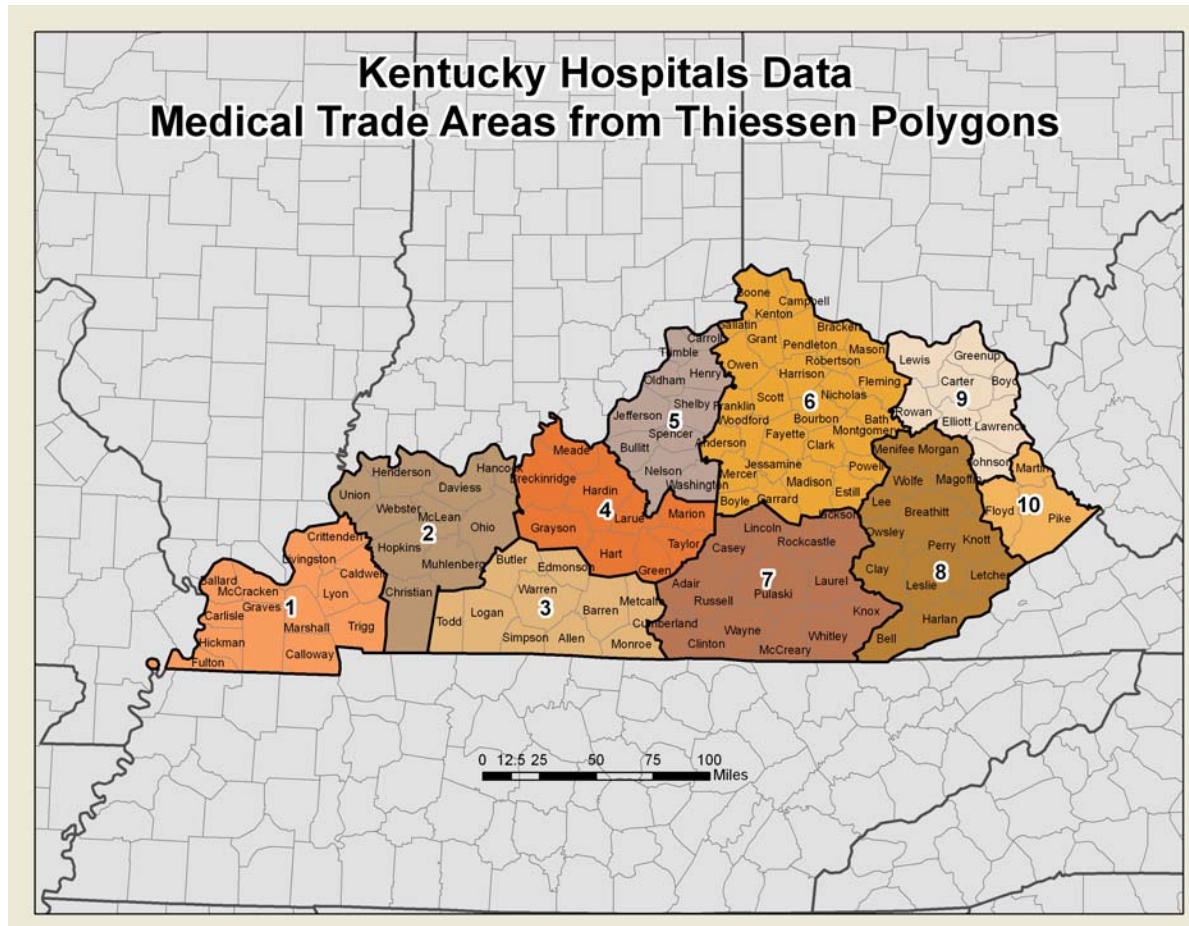 Kentucky Hospitals Data
Medical Trade Areas from Thiessen Polygons
Boone
Campbell
Kenton
Gallatin
Bracken
Carroll
Grant
Pendleton
Mason
Trimble
Robertson
Lewis
Greenup
Owen
Henry
Harrison
Oldham
Fleming
Carter
Boyd
9
Scott
Nicholas
6
Shelby
Franklin
Jefferson
5
Woodford
Bourbon
Bath
Rowan
Elliott
Lawrence
Spencer
Fayette
Montgomery
Anderson
Clark
Bullitt
Meade
Menifee
Morgan
Johnson
Martin
Henderson
Hancock
Nelson
Jessamine
Powell
Breckinridge
Mercer
Washington
Madison
Wolfe
Magoffin
Daviess
Hardin
Union
Boyle
Garrard
Estill
Lee
10
Floyd
Webster
McLean
4
Larue
Marion
Jackson
Breathitt
Pike
Ohio
Grayson
Lincoln
Owsley
2
Crittenden
Hopkins
Hart
Taylor
Casey
Rockcastle
Perry
Knott
Livingston
Muhlenberg
Butler
Edmonson
Green
Clay
8
Letcher
Ballard
McCracken
Caldwell
Christian
Warren
Adair
7
Laurel
Leslie
Lyon
Pulaski
Graves
1
Logan
3
Barren
Metcalfe
Russell
Knox
Carlisle
Todd
Cumberland
Harlan
Marshall
Trigg
Simpson
Allen
Monroe
Wayne
Whitley
Bell
Hickman
Clinton
McCreary
Calloway
Fulton
0 12.5 25 50 75 100
Miles